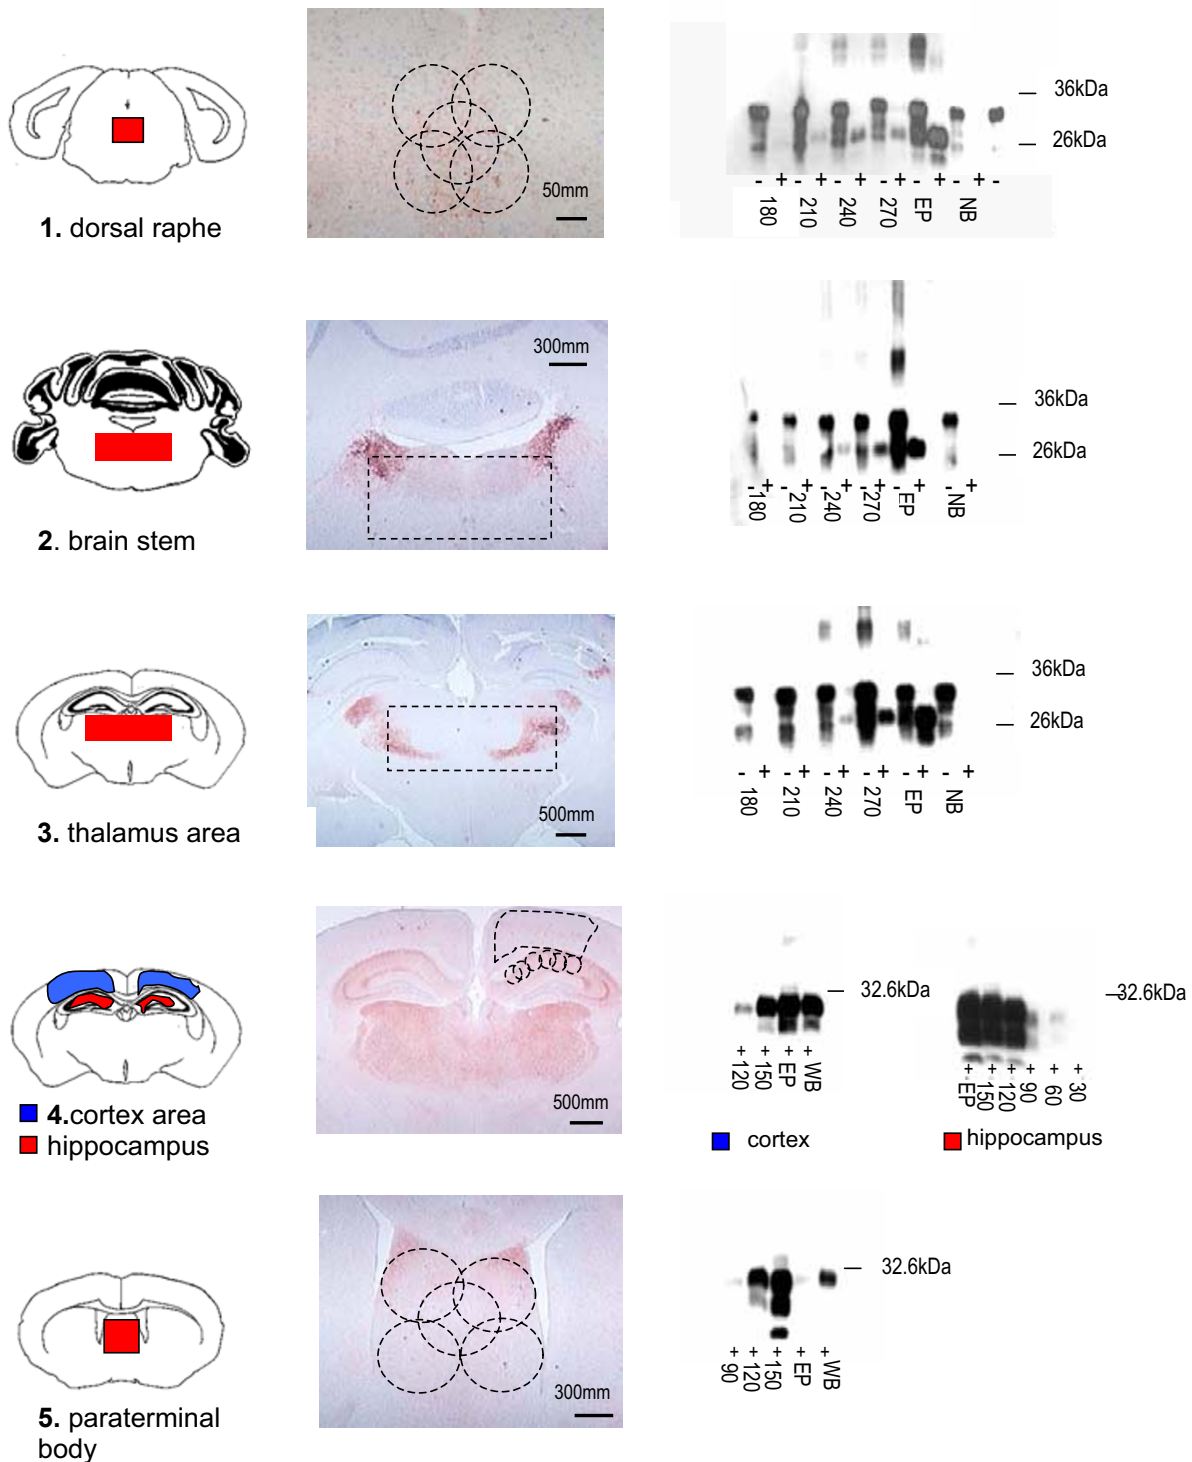 36kDa
26kDa
50mm
- + - + - + - + - + - + -
180 210 240 270 EP NB
1. dorsal raphe
300mm
36kDa
26kDa
- + - + - + - + - + - +
180 210 240 270 EP NB
2. brain stem
36kDa
26kDa
- + - + - + - + - + - +
180 210 240 270 EP NB
500mm
3. thalamus area
32.6kDa
32.6kDa
+ + + +
120 150 EP WB
+ + + + + +
EP 150 120 90 60 30
500mm
4.cortex area
hippocampus
cortex
hippocampus
32.6kDa
+ + + + +
90 120 150 EP WB
300mm
5. paraterminal
body